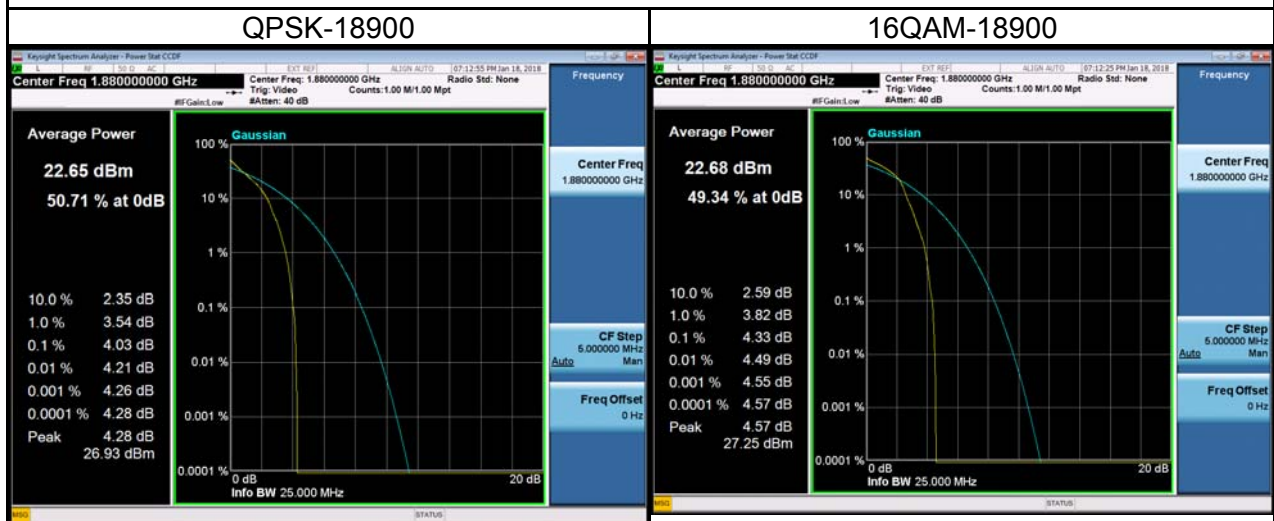 QPSK-18900
Keysight Spectrum Analyzer - Power Stat CCDF
L RF 50 Ω AC EXT REF ALIGN AUTO 07:12:55 PM Jan 18, 2018
Center Freq 1.880000000 GHz
Center Freq: 1.880000000 GHz
Radio Std: None
Trig: Video
Counts:1.00 M/1.00 Mpt
#IFGain:Low
#Atten: 40 dB
Frequency
Average Power
22.65 dBm
50.71 % at 0dB
10.0 % 2.35 dB
1.0 % 3.54 dB
0.1 % 4.03 dB
0.01 % 4.21 dB
0.001 % 4.26 dB
0.0001 % 4.28 dB
Peak 4.28 dB
26.93 dBm
Gaussian
100 %
10 %
1 %
0.1 %
0.01 %
0.001 %
0.0001 %
0 dB
20 dB
Info BW 25.000 MHz
Center Freq
1.880000000 GHz
CF Step
5.000000 MHz
Auto Man
Freq Offset
0 Hz
MSG
STATUS
16QAM-18900
Keysight Spectrum Analyzer - Power Stat CCDF
L RF 50 Ω AC EXT REF ALIGN AUTO 07:12:25 PM Jan 18, 2018
Center Freq 1.880000000 GHz
Center Freq: 1.880000000 GHz
Radio Std: None
Trig: Video
Counts:1.00 M/1.00 Mpt
#IFGain:Low
#Atten: 40 dB
Frequency
Average Power
22.68 dBm
49.34 % at 0dB
10.0 % 2.59 dB
1.0 % 3.82 dB
0.1 % 4.33 dB
0.01 % 4.49 dB
0.001 % 4.55 dB
0.0001 % 4.57 dB
Peak 4.57 dB
27.25 dBm
Gaussian
100 %
10 %
1 %
0.1 %
0.01 %
0.001 %
0.0001 %
0 dB
20 dB
Info BW 25.000 MHz
Center Freq
1.880000000 GHz
CF Step
5.000000 MHz
Auto Man
Freq Offset
0 Hz
MSG
STATUS